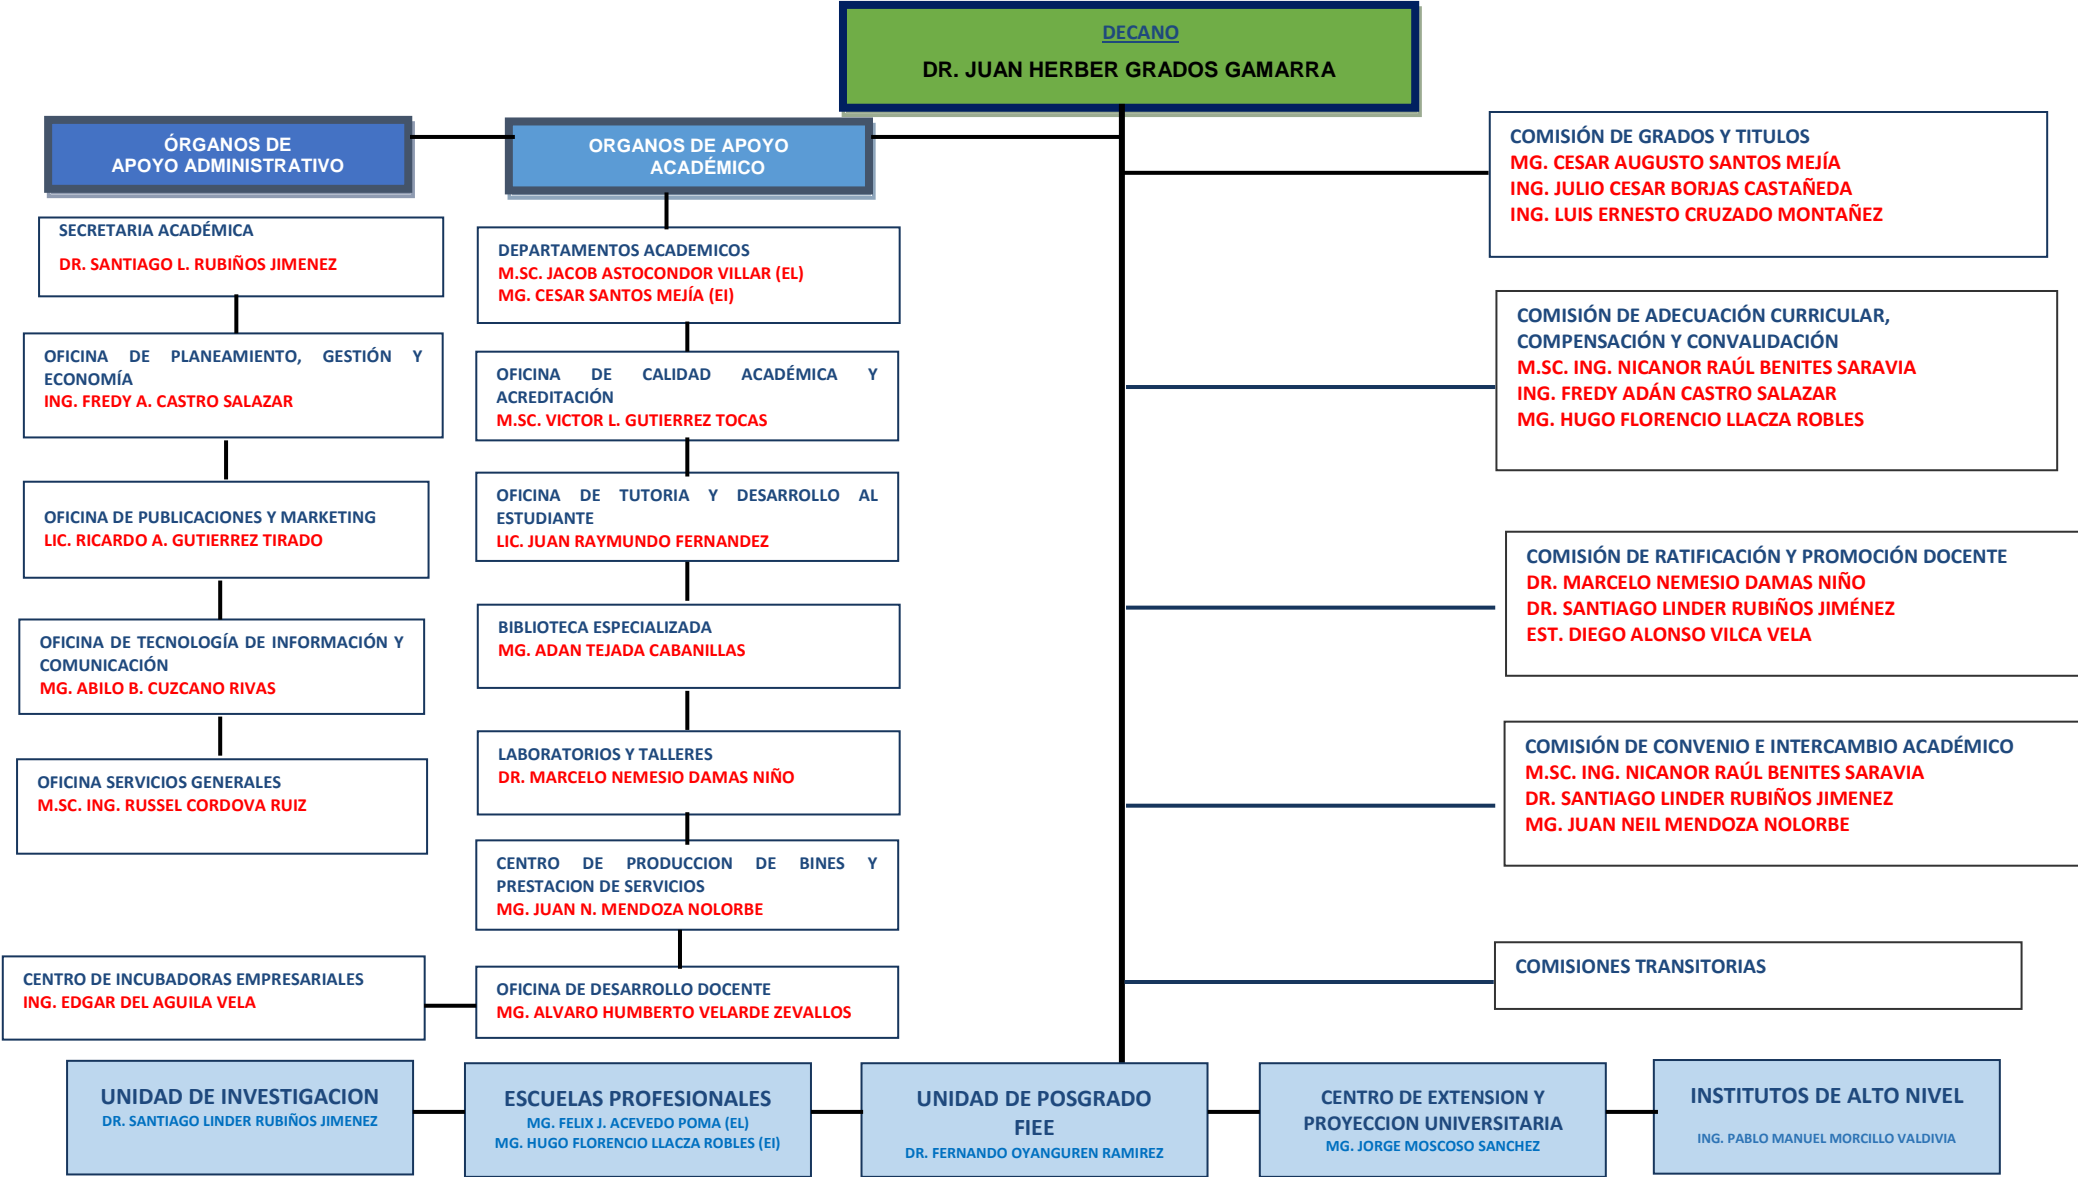 DECANO
DR. JUAN HERBER GRADOS GAMARRA
ÓRGANOS DE
APOYO ADMINISTRATIVO
SECRETARIA ACADÉMICA
DR. SANTIAGO L. RUBIÑOS JIMENEZ
OFICINA DE PLANEAMIENTO, GESTIÓN Y
ECONOMÍA
ING. FREDY A. CASTRO SALAZAR
OFICINA DE PUBLICACIONES Y MARKETING
LIC. RICARDO A. GUTIERREZ TIRADO
OFICINA DE TECNOLOGÍA DE INFORMACIÓN Y
COMUNICACIÓN
MG. ABILO B. CUZCANO RIVAS
OFICINA SERVICIOS GENERALES
M.SC. ING. RUSSEL CORDOVA RUIZ
CENTRO DE INCUBADORAS EMPRESARIALES
ING. EDGAR DEL AGUILA VELA
ORGANOS DE APOYO
ACADÉMICO
DEPARTAMENTOS ACADEMICOS
M.SC. JACOB ASTOCONDOR VILLAR (EL)
MG. CESAR SANTOS MEJÍA (EI)
OFICINA DE CALIDAD ACADÉMICA Y
ACREDITACIÓN
M.SC. VICTOR L. GUTIERREZ TOCAS
OFICINA DE TUTORIA Y DESARROLLO AL
ESTUDIANTE
LIC. JUAN RAYMUNDO FERNANDEZ
BIBLIOTECA ESPECIALIZADA
MG. ADAN TEJADA CABANILLAS
LABORATORIOS Y TALLERES
DR. MARCELO NEMESIO DAMAS NIÑO
CENTRO DE PRODUCCION DE BINES Y
PRESTACION DE SERVICIOS
MG. JUAN N. MENDOZA NOLORBE
OFICINA DE DESARROLLO DOCENTE
MG. ALVARO HUMBERTO VELARDE ZEVALLOS
COMISIÓN DE GRADOS Y TITULOS
MG. CESAR AUGUSTO SANTOS MEJÍA
ING. JULIO CESAR BORJAS CASTAÑEDA
ING. LUIS ERNESTO CRUZADO MONTAÑEZ
COMISIÓN DE ADECUACIÓN CURRICULAR,
COMPENSACIÓN Y CONVALIDACIÓN
M.SC. ING. NICANOR RAÚL BENITES SARAVIA
ING. FREDY ADÁN CASTRO SALAZAR
MG. HUGO FLORENCIO LLACZA ROBLES
COMISIÓN DE RATIFICACIÓN Y PROMOCIÓN DOCENTE
DR. MARCELO NEMESIO DAMAS NIÑO
DR. SANTIAGO LINDER RUBIÑOS JIMÉNEZ
EST. DIEGO ALONSO VILCA VELA
COMISIÓN DE CONVENIO E INTERCAMBIO ACADÉMICO
M.SC. ING. NICANOR RAÚL BENITES SARAVIA
DR. SANTIAGO LINDER RUBIÑOS JIMENEZ
MG. JUAN NEIL MENDOZA NOLORBE
COMISIONES TRANSITORIAS
UNIDAD DE INVESTIGACION
DR. SANTIAGO LINDER RUBIÑOS JIMENEZ
ESCUELAS PROFESIONALES
MG. FELIX J. ACEVEDO POMA (EL)
MG. HUGO FLORENCIO LLACZA ROBLES (EI)
UNIDAD DE POSGRADO
FIEE
DR. FERNANDO OYANGUREN RAMIREZ
CENTRO DE EXTENSION Y
PROYECCION UNIVERSITARIA
MG. JORGE MOSCOSO SANCHEZ
INSTITUTOS DE ALTO NIVEL
ING. PABLO MANUEL MORCILLO VALDIVIA